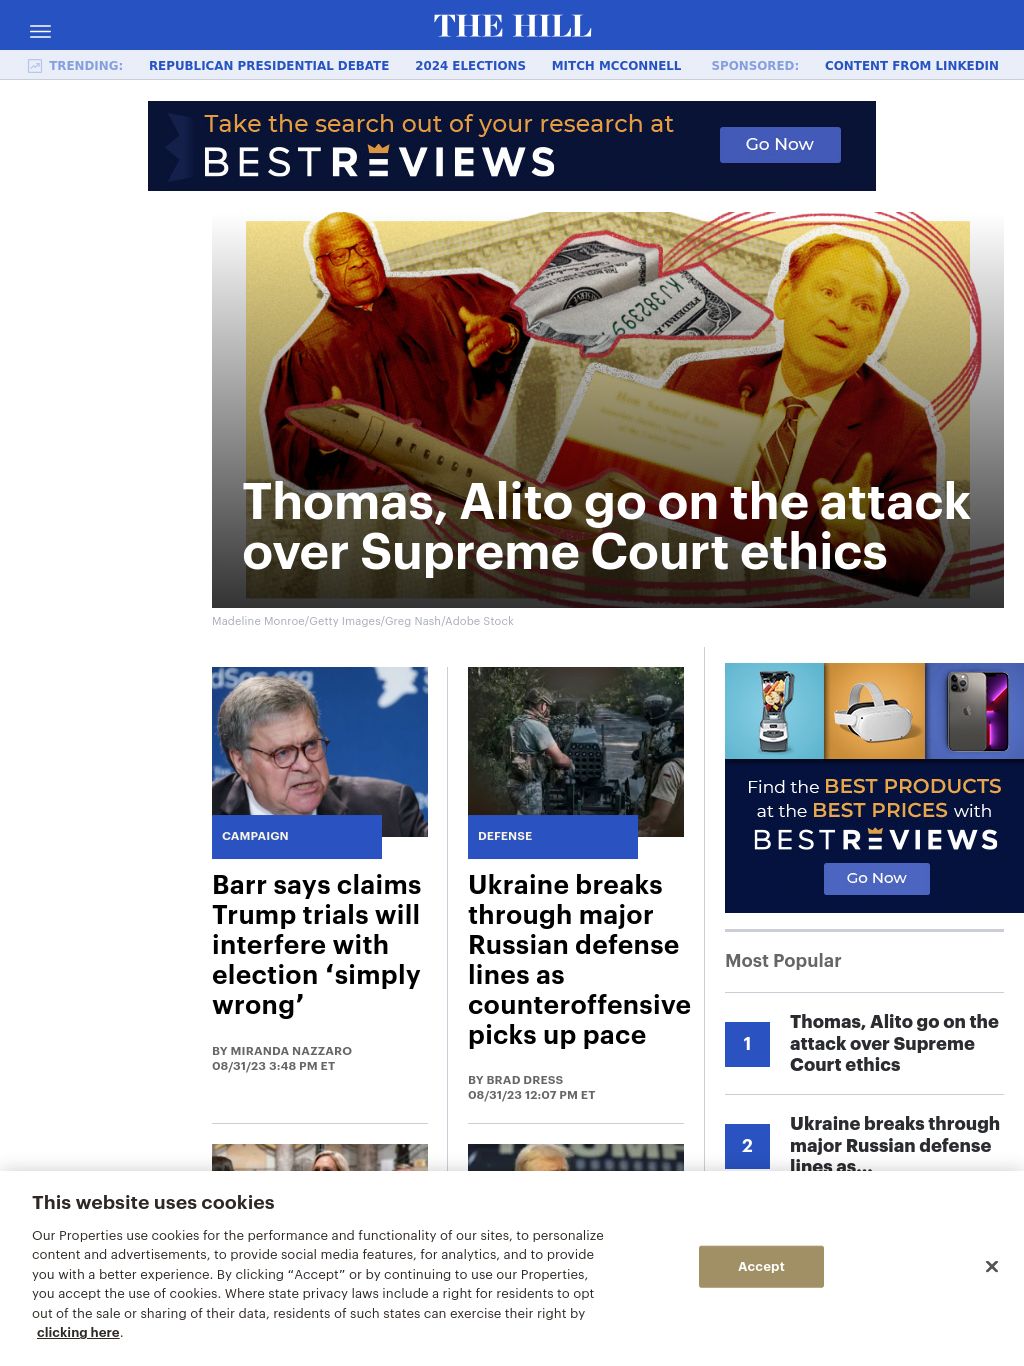 THE HILL
TRENDING: REPUBLICAN PRESIDENTIAL DEBATE 2024 ELECTIONS MITCH MCCONNELL SPONSORED: CONTENT FROM LINKEDIN
Take the search out of your research at
BESTREVIEWS
Go Now
Thomas, Alito go on the attack
over Supreme Court ethics
Madeline Monroe/Getty Images/Greg Nash/Adobe Stock
CAMPAIGN
Barr says claims
Trump trials will
interfere with
election ‘simply
wrong’
BY MIRANDA NAZZARO
08/31/23 3:48 PM ET
DEFENSE
Ukraine breaks
through major
Russian defense
lines as
counteroffensive
picks up pace
BY BRAD DRESS
08/31/23 12:07 PM ET
Find the BEST PRODUCTS
at the BEST PRICES with
BESTREVIEWS
Go Now
Most Popular
1
Thomas, Alito go on the
attack over Supreme
Court ethics
2
Ukraine breaks through
major Russian defense
lines as...
This website uses cookies
Our Properties use cookies for the performance and functionality of our sites, to personalize
content and advertisements, to provide social media features, for analytics, and to provide
you with a better experience. By clicking “Accept” or by continuing to use our Properties,
you accept the use of cookies. Where state privacy laws include a right for residents to opt
out of the sale or sharing of their data, residents of such states can exercise their right by
clicking here.
Accept